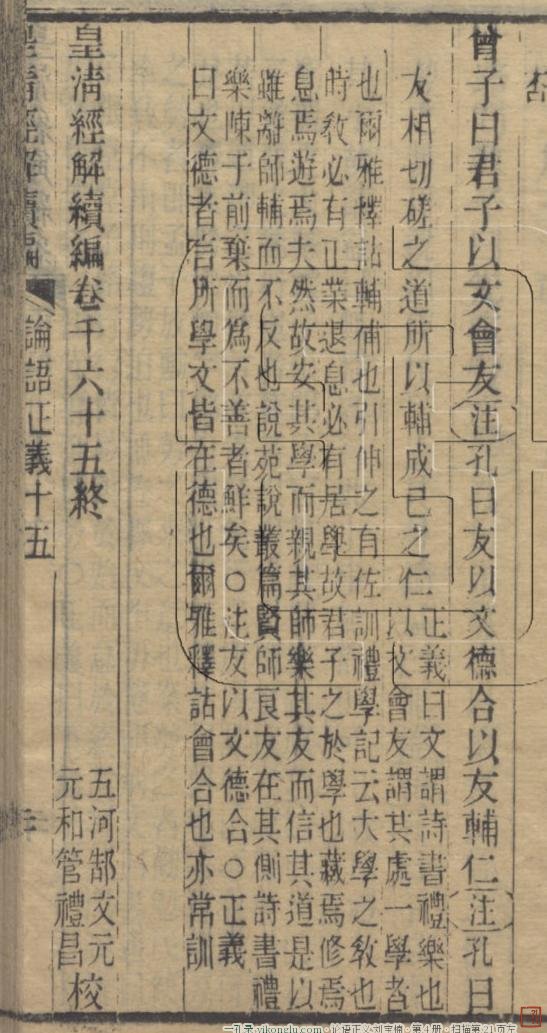 曾子曰君子以文會友注孔曰友以文德合以友輔仁注孔曰
友相切磋之道所以輔成己之仁
正義曰文謂詩書禮樂也
以文會友謂其處一學者
也爾雅釋詁輔俌也引伸之有佐訓禮學記云大學之敎也
時敎必有正業退息必有居學故君子之於學也藏焉修焉
息焉遊焉夫然故安其學而親其師樂其友而信其道是以
雖離師輔而不反也說苑說叢篇賢師良友在其側詩書禮
樂陳于前棄而爲不善者鮮矣○注友以文德合○正義
曰文德者言所學文皆在德也爾雅釋詁會合也亦常訓
五河郜文元
元和管禮昌
校
皇淸經解續編卷一千六十五終
皇淸經解續編
論語正義十五